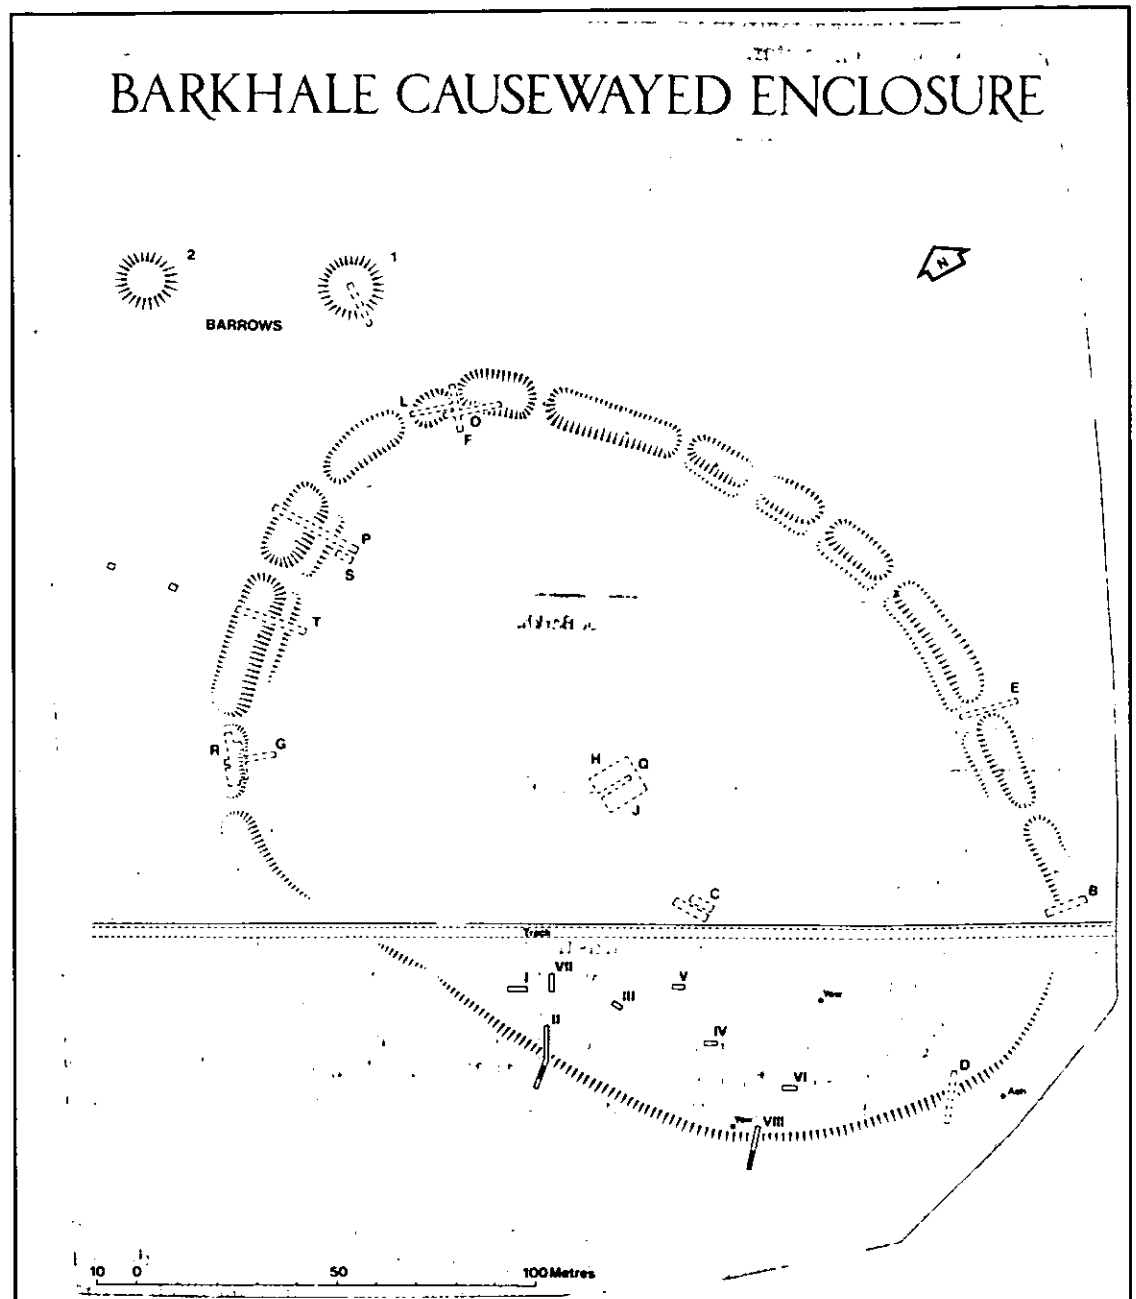 BARKHALE CAUSEWAYED ENCLOSURE
2
1
N
BARROWS
L
O
F
P
S
T
E
R
G
H
Q
J
C
B
Track
I
VII
V
III
Yew
II
IV
D
VI
Ash
Yew
VIII
10 0 50 100 Metres